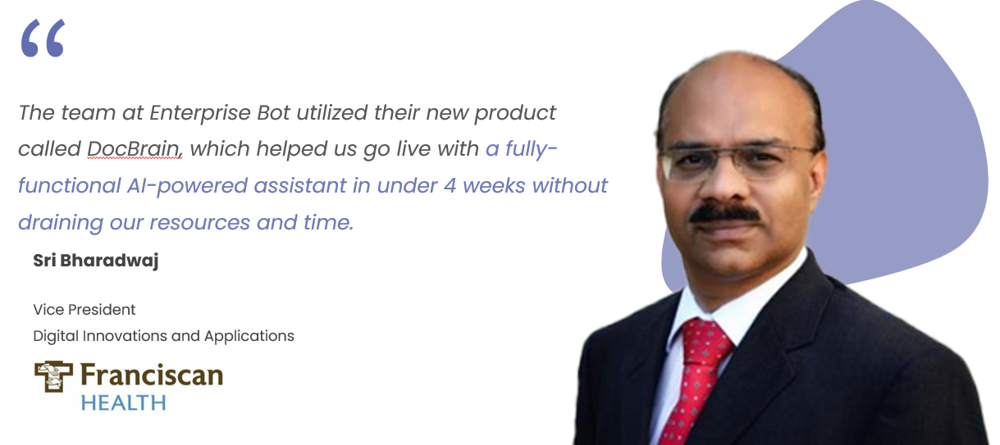 “
The team at Enterprise Bot utilized their new product
called DocBrain, which helped us go live with a fully-
functional AI-powered assistant in under 4 weeks without
draining our resources and time.
Sri Bharadwaj
Vice President
Digital Innovations and Applications
Franciscan
HEALTH